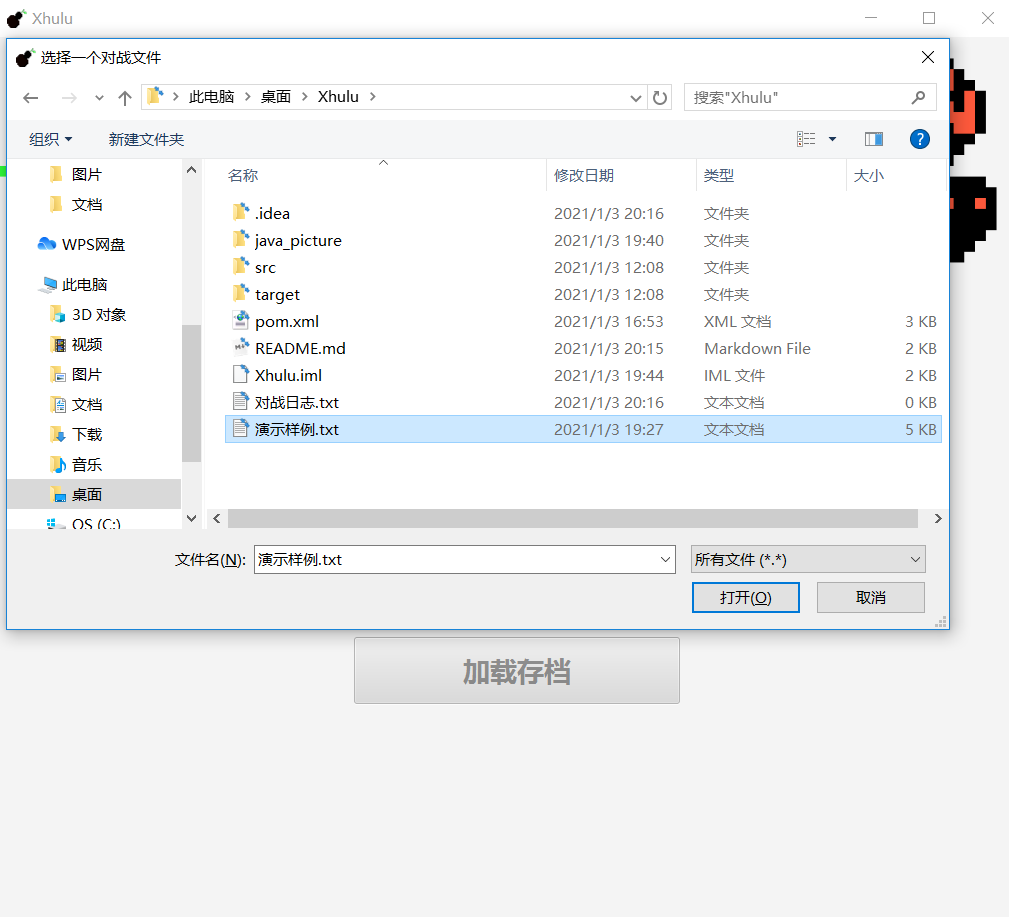 Xhulu
选择一个对战文件
此电脑 桌面 Xhulu
搜索"Xhulu"
组织 新建文件夹
图片
文档
WPS网盘
此电脑
3D 对象
视频
图片
文档
下载
音乐
桌面
OS (C:)
名称 修改日期 类型 大小
.idea 2021/1/3 20:16 文件夹
java_picture 2021/1/3 19:40 文件夹
src 2021/1/3 12:08 文件夹
target 2021/1/3 12:08 文件夹
pom.xml 2021/1/3 16:53 XML 文档 3 KB
README.md 2021/1/3 20:15 Markdown File 2 KB
Xhulu.iml 2021/1/3 19:44 IML 文件 2 KB
对战日志.txt 2021/1/3 20:16 文本文档 0 KB
演示样例.txt 2021/1/3 19:27 文本文档 5 KB
文件名(N): 演示样例.txt 所有文件 (*.*)
打开(O) 取消
加载存档